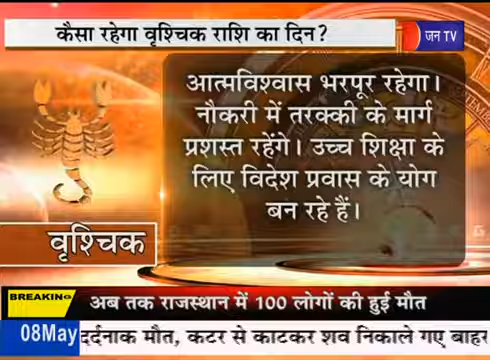 कैसा रहेगा वृश्चिक राशि का दिन?
जन TV
आत्मविश्वास भरपूर रहेगा।
नौकरी में तरक्की के मार्ग
प्रशस्त रहेंगे। उच्च शिक्षा के
लिए विदेश प्रवास के योग
बन रहे हैं।
वृश्चिक
BREAKING
अब तक राजस्थान में 100 लोगों की हुई मौत
08May
दर्दनाक मौत, कटर से काटकर शव निकाले गए बाहर